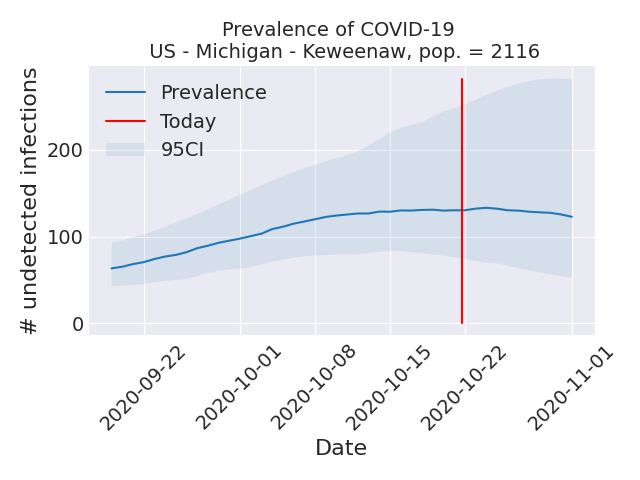 Prevalence of COVID-19
US - Michigan - Keweenaw, pop. = 2116
# undetected infections
200
100
0
Prevalence
Today
95CI
2020-09-22
2020-10-01
2020-10-08
2020-10-15
2020-10-22
2020-11-01
Date